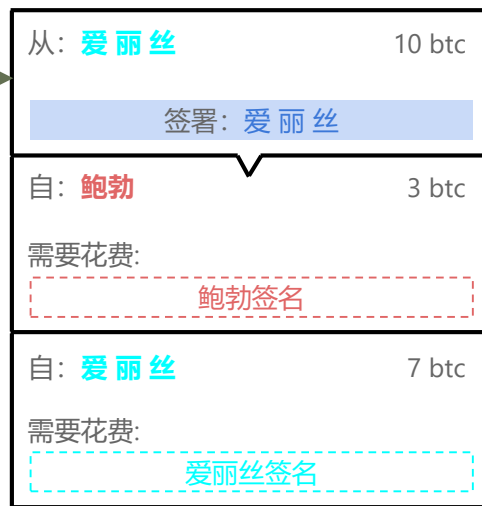 从：爱丽丝 10 btc
签署：爱丽丝
自：鲍勃 3 btc
需要花费:
鲍勃签名
自：爱丽丝 7 btc
需要花费:
爱丽丝签名